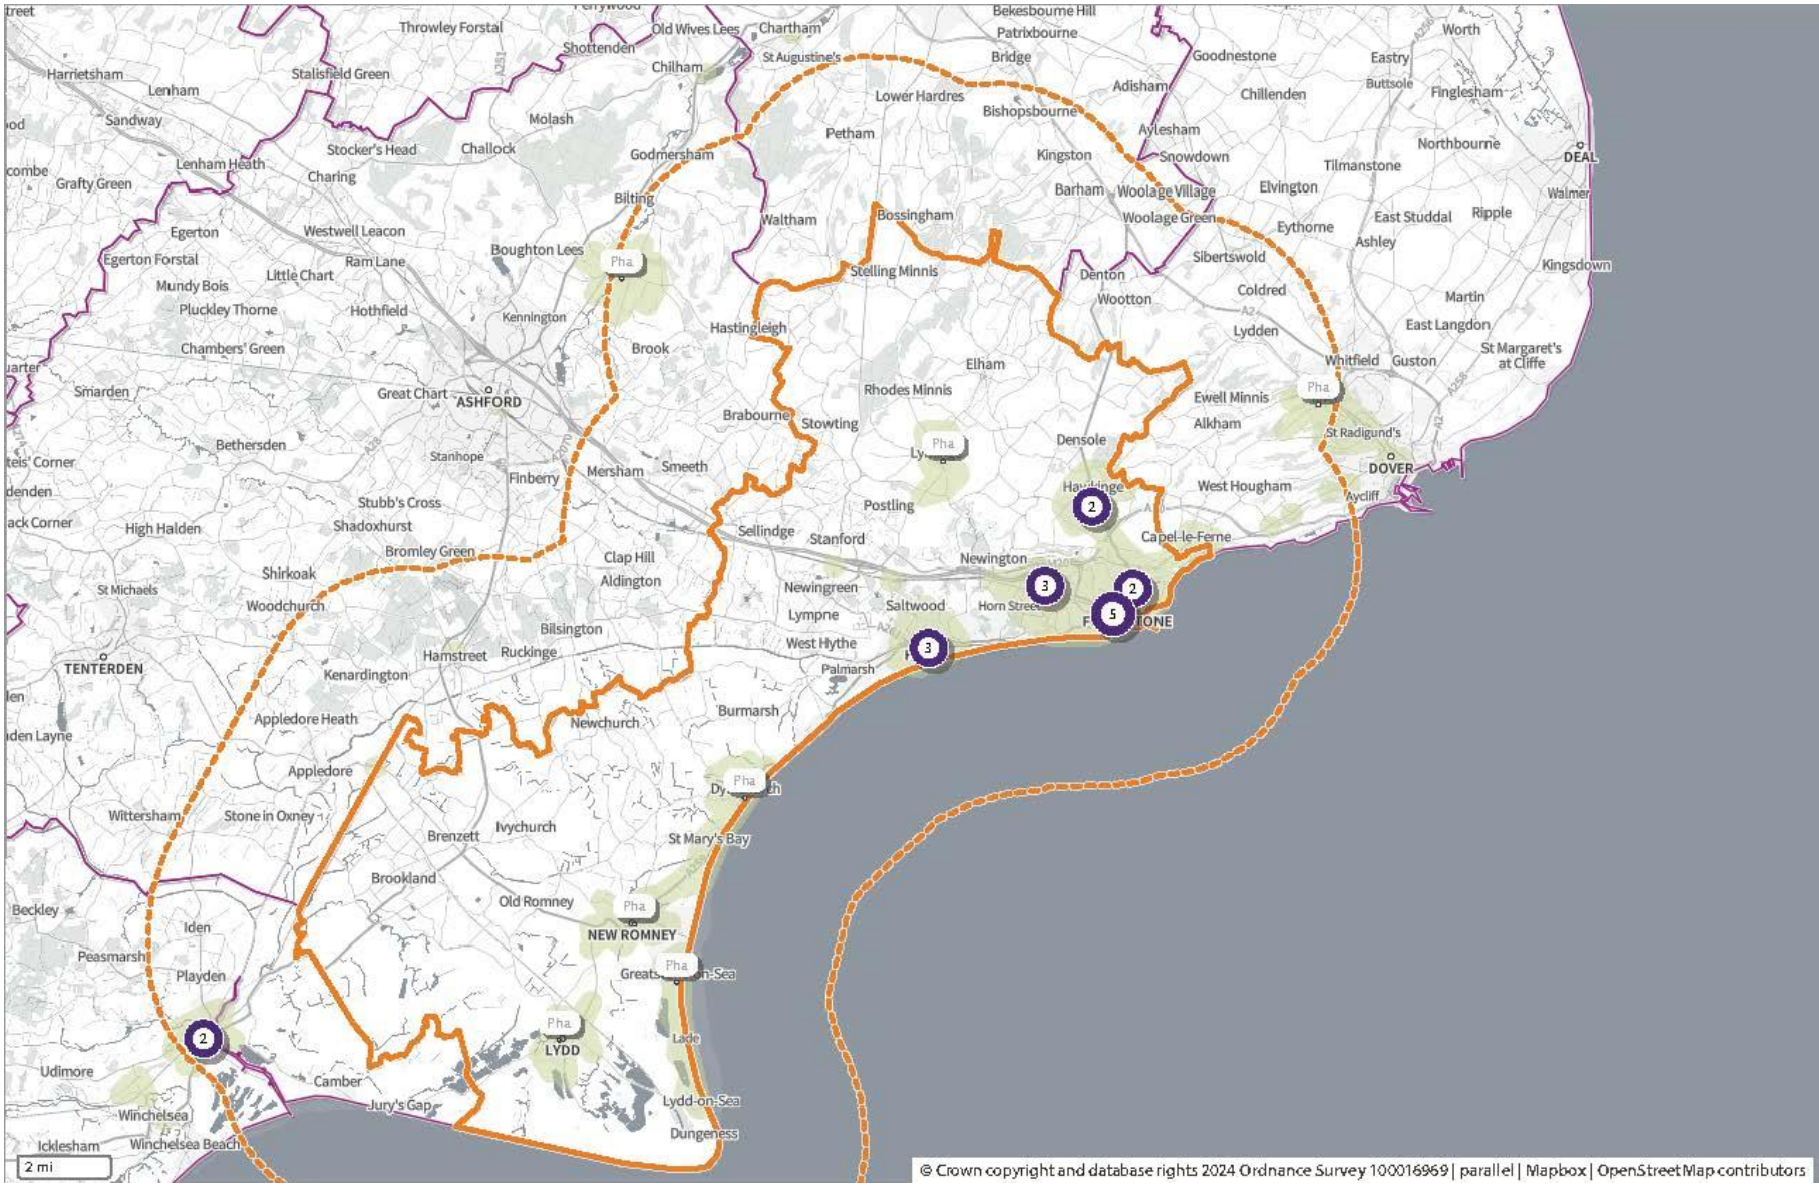 Throwley Forstal
Old Wives Lees
Chartham
Bekesbourne Hill
Patrixbourne
Worth
Shottenden
Harrietsham
Stalisfield Green
A251
Chilham
St Augustine's
Bridge
Goodnestone
Eastry
A256
Lenham
Adisham
Buttsole
Lower Hardres
Chillenden
Finglesham
Sandway
Molash
Bishopsbourne
Petham
Aylesham
Stocker's Head
Challock
Godmersham
Kingston
Snowdown
Northbourne
DEAL
Lenham Heath
Tilmanstone
combe
Grafty Green
Charing
Barham
Woolage Village
Elvington
Walmer
Bilting
Waltham
Bossingham
Woolage Green
East Studdal
Ripple
Egerton
Westwell Leacon
Eythorne
Boughton Lees
Ashley
Egerton Forstal
Ram Lane
Pha
Sibertswold
Kingsdown
Little Chart
Stelling Minnis
Denton
Mundy Bois
Coldred
Martin
Pluckley Thorne
Hothfield
Kennington
Wootton
A2
Hastingleigh
Lydden
East Langdon
Chambers' Green
Brook
St Margaret's
at Cliffe
Elham
Whitfield
Guston
Smarden
Great Chart
ASHFORD
Rhodes Minnis
Pha
A258
Ewell Minnis
Brabourne
Stowting
A2
Alkham
St Radigund's
Bethersden
A28
A2070
Pha
Densole
Stanhope
Mersham
Smeeth
DOVER
Finberry
West Hougham
Stubb's Cross
Postling
2
Aycliff
High Halden
Shadoxhurst
Sellindge
Stanford
Capel-le-Ferne
Bromley Green
Clap Hill
Newington
Shirkoak
Aldington
Newingreen
3
2
St Michaels
Woodchurch
Saltwood
Lympne
5
Bilsington
West Hythe
3
Hamstreet
Ruckinge
Palmarsh
TENTERDEN
Kenardington
Appledore Heath
Newchurch
Burmarsh
Appledore
Pha
Wittersham
Stone in Oxney
Ivychurch
Brenzett
St Mary's Bay
Brookland
Beckley
Old Romney
Pha
Iden
NEW ROMNEY
Peasmarsh
Pha
Playden
Pha
2
Lade
LYDD
Udimore
Camber
Jury's Gap
Lydd-on-Sea
Winchelsea
Dungeness
Icklesham
Winchelsea Beach
2 mi
© Crown copyright and database rights 2024 Ordnance Survey 100016969 | parallel | Mapbox | OpenStreetMap contributors